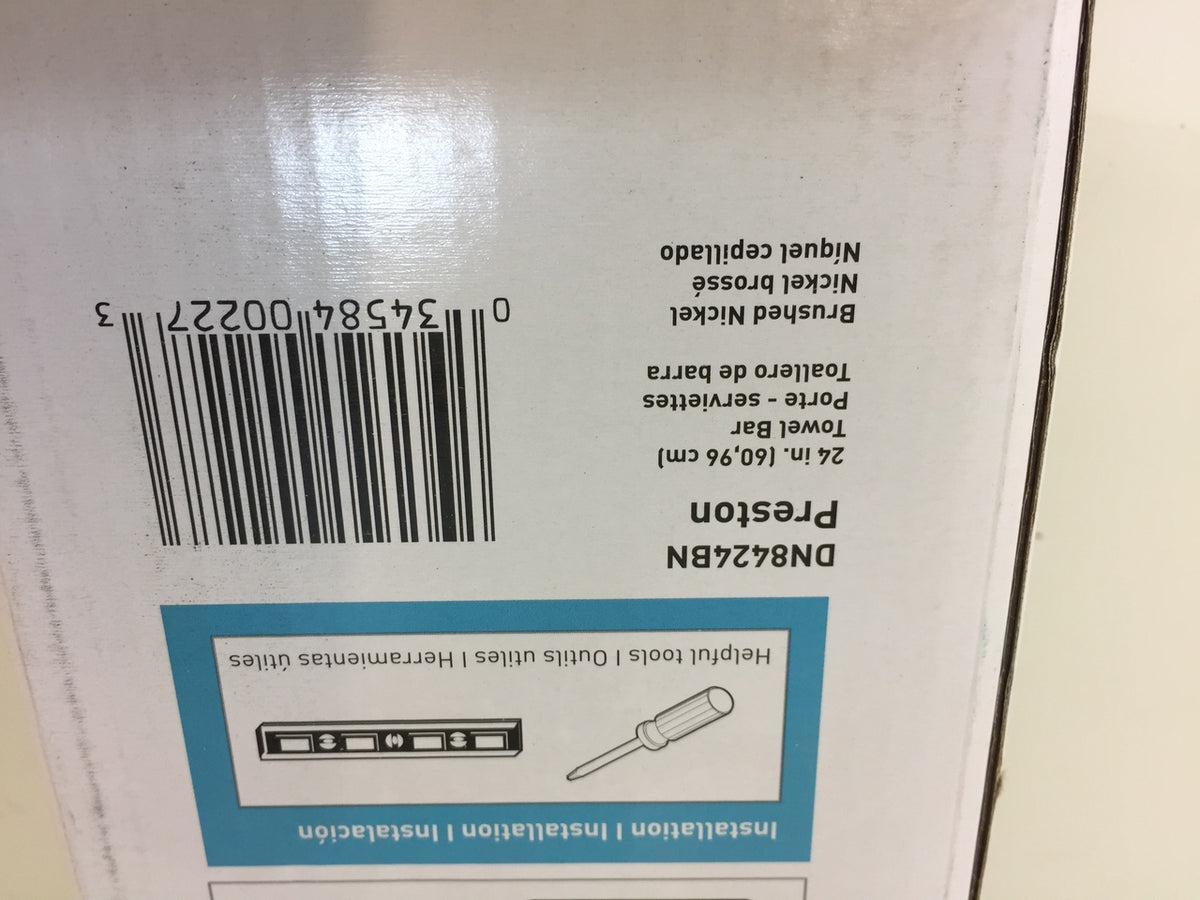 Installation | Installation | Instalación
Helpful tools | Outils utiles | Herramientas útiles
DN8424BN
Preston
24 in. (60,96 cm)
Towel Bar
Porte - serviettes
Toallero de barra
Brushed Nickel
Nickel brossé
Níquel cepillado
0 34584 00227 3